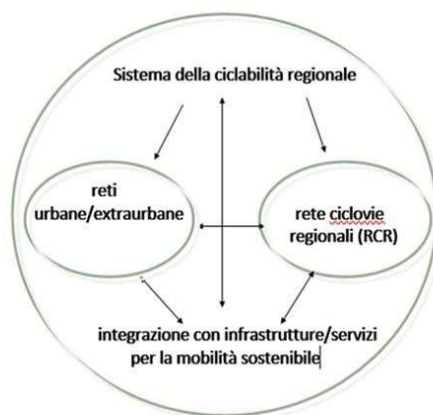 Sistema della ciclabilità regionale
reti
urbane/extraurbane
rete ciclovie
regionali (RCR)
integrazione con infrastrutture/servizi
per la mobilità sostenibile